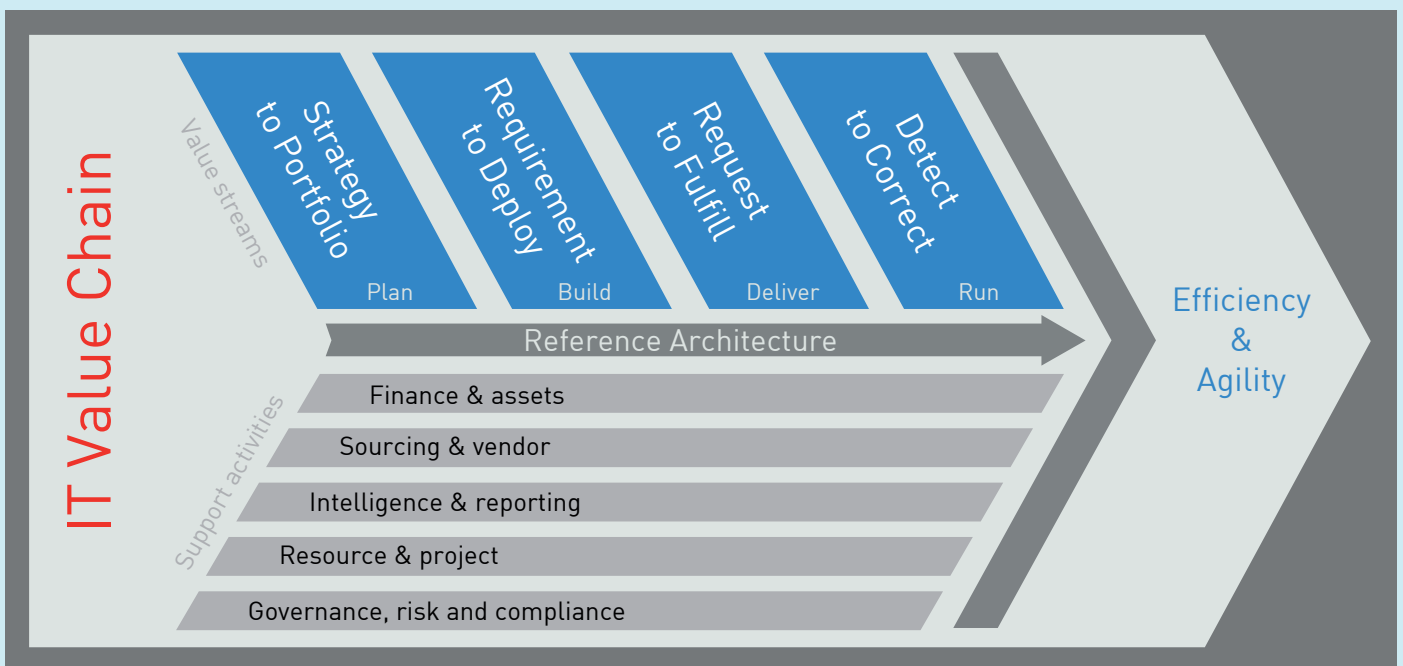 IT Value Chain
Value streams
Strategy
to Portfolio
Plan
Requirement
to Deploy
Build
Request
to Fulfill
Deliver
Detect
to Correct
Run
Reference Architecture
Efficiency
&
Agility
Support activities
Finance & assets
Sourcing & vendor
Intelligence & reporting
Resource & project
Governance, risk and compliance